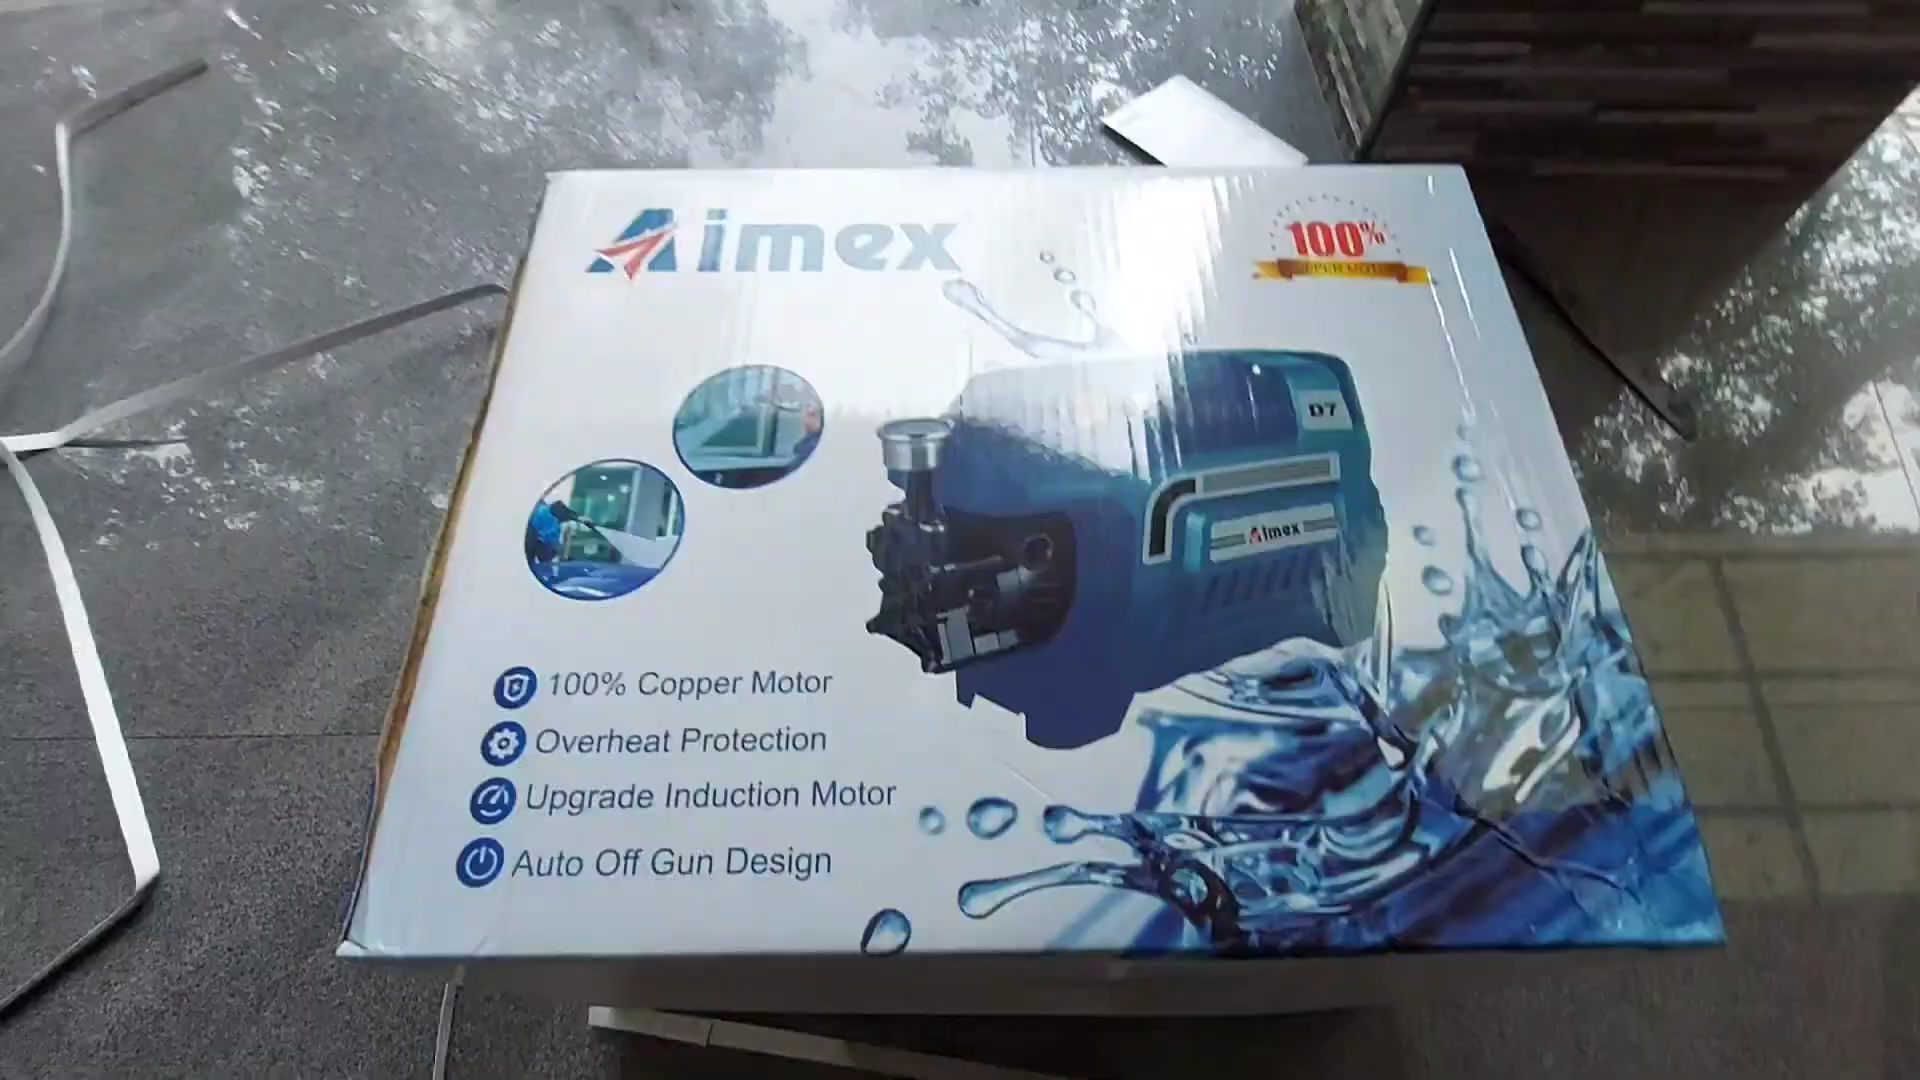 Aimex
100%
D7
Aimex
100% Copper Motor
Overheat Protection
Upgrade Induction Motor
Auto Off Gun Design